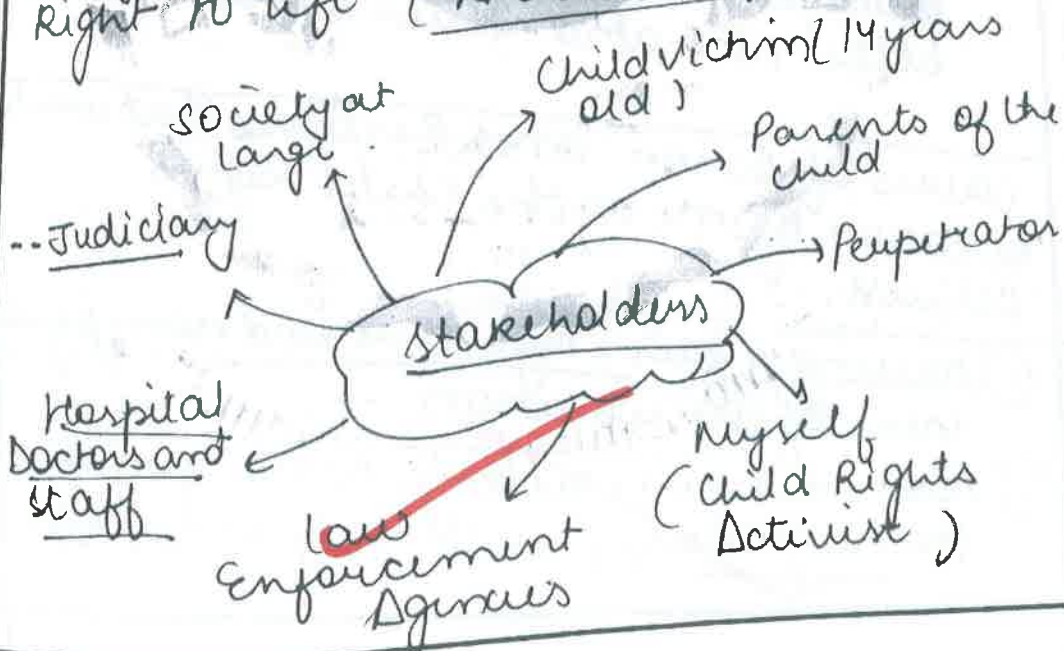 Right to life (
Child Victim (14 years
old)
Society at
large.
Parents of the
child
Judiciary
Perpetrator
Stakeholders
Hospital
Doctors and
staff
Myself
(Child Rights
Activist)
Law
Enforcement
Agencies